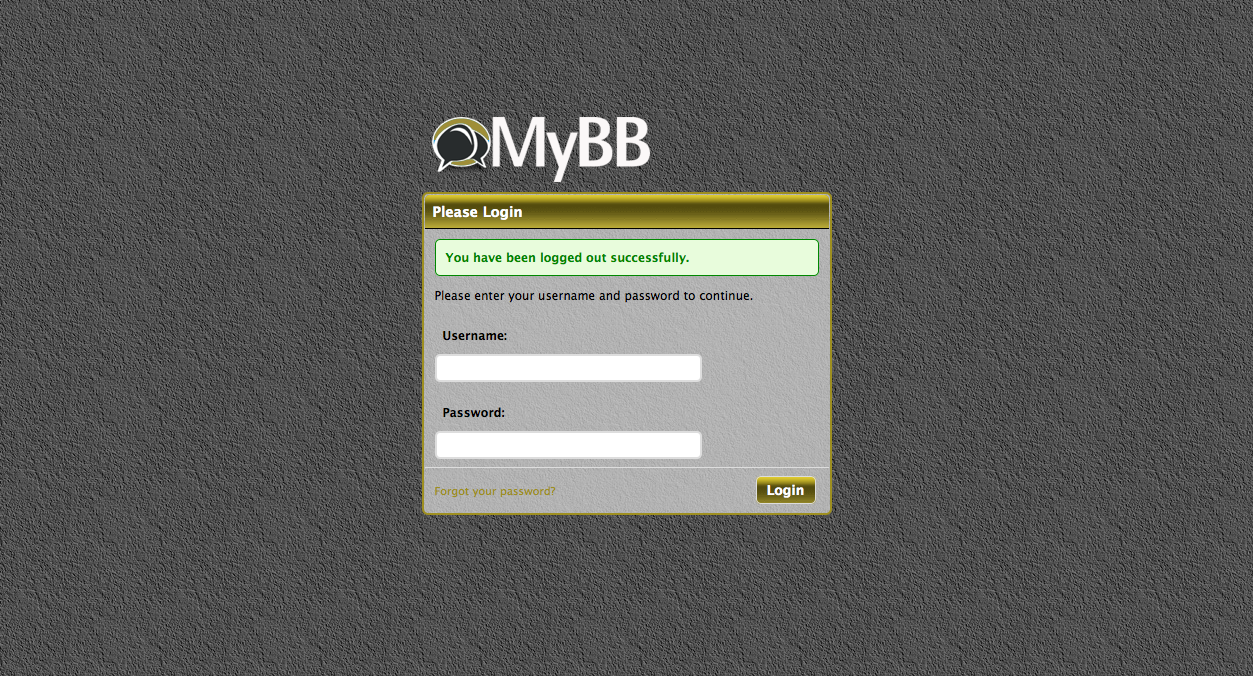 MyBB
Please Login
You have been logged out successfully.
Please enter your username and password to continue.
Username:
Password:
Forgot your password?
Login